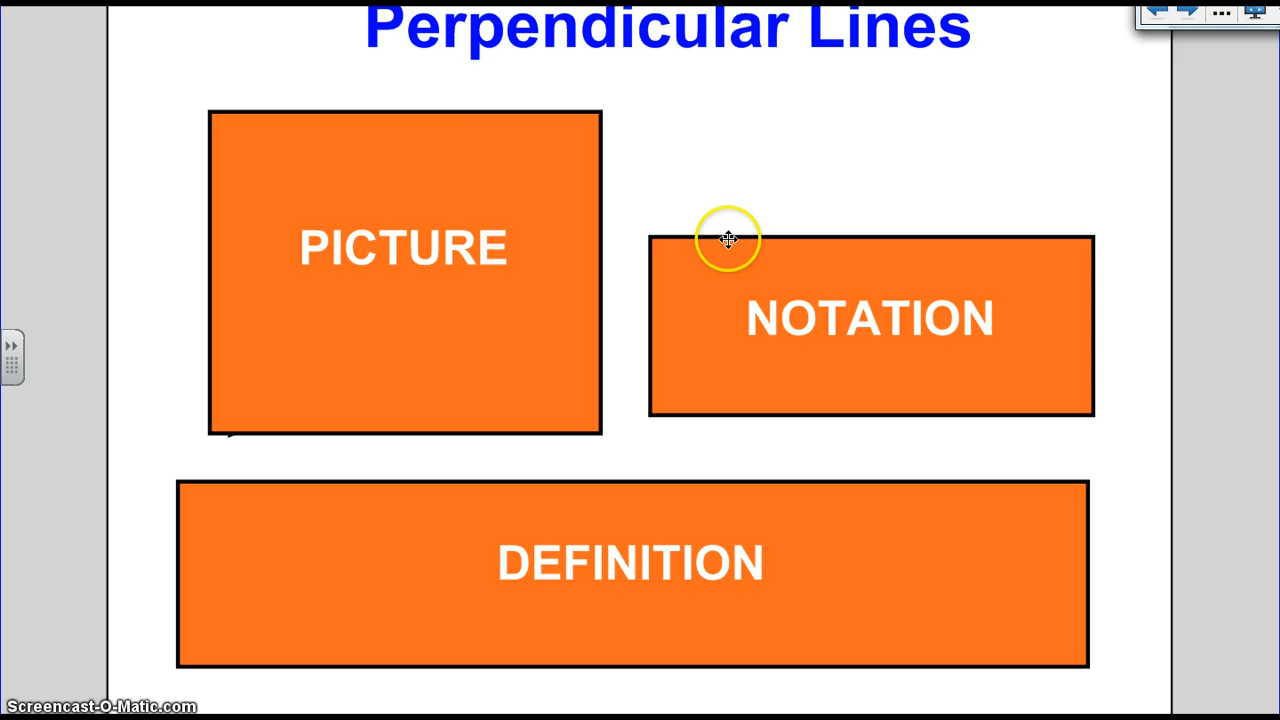 Perpendicular Lines
PICTURE
NOTATION
DEFINITION
Screencast-O-Matic.com